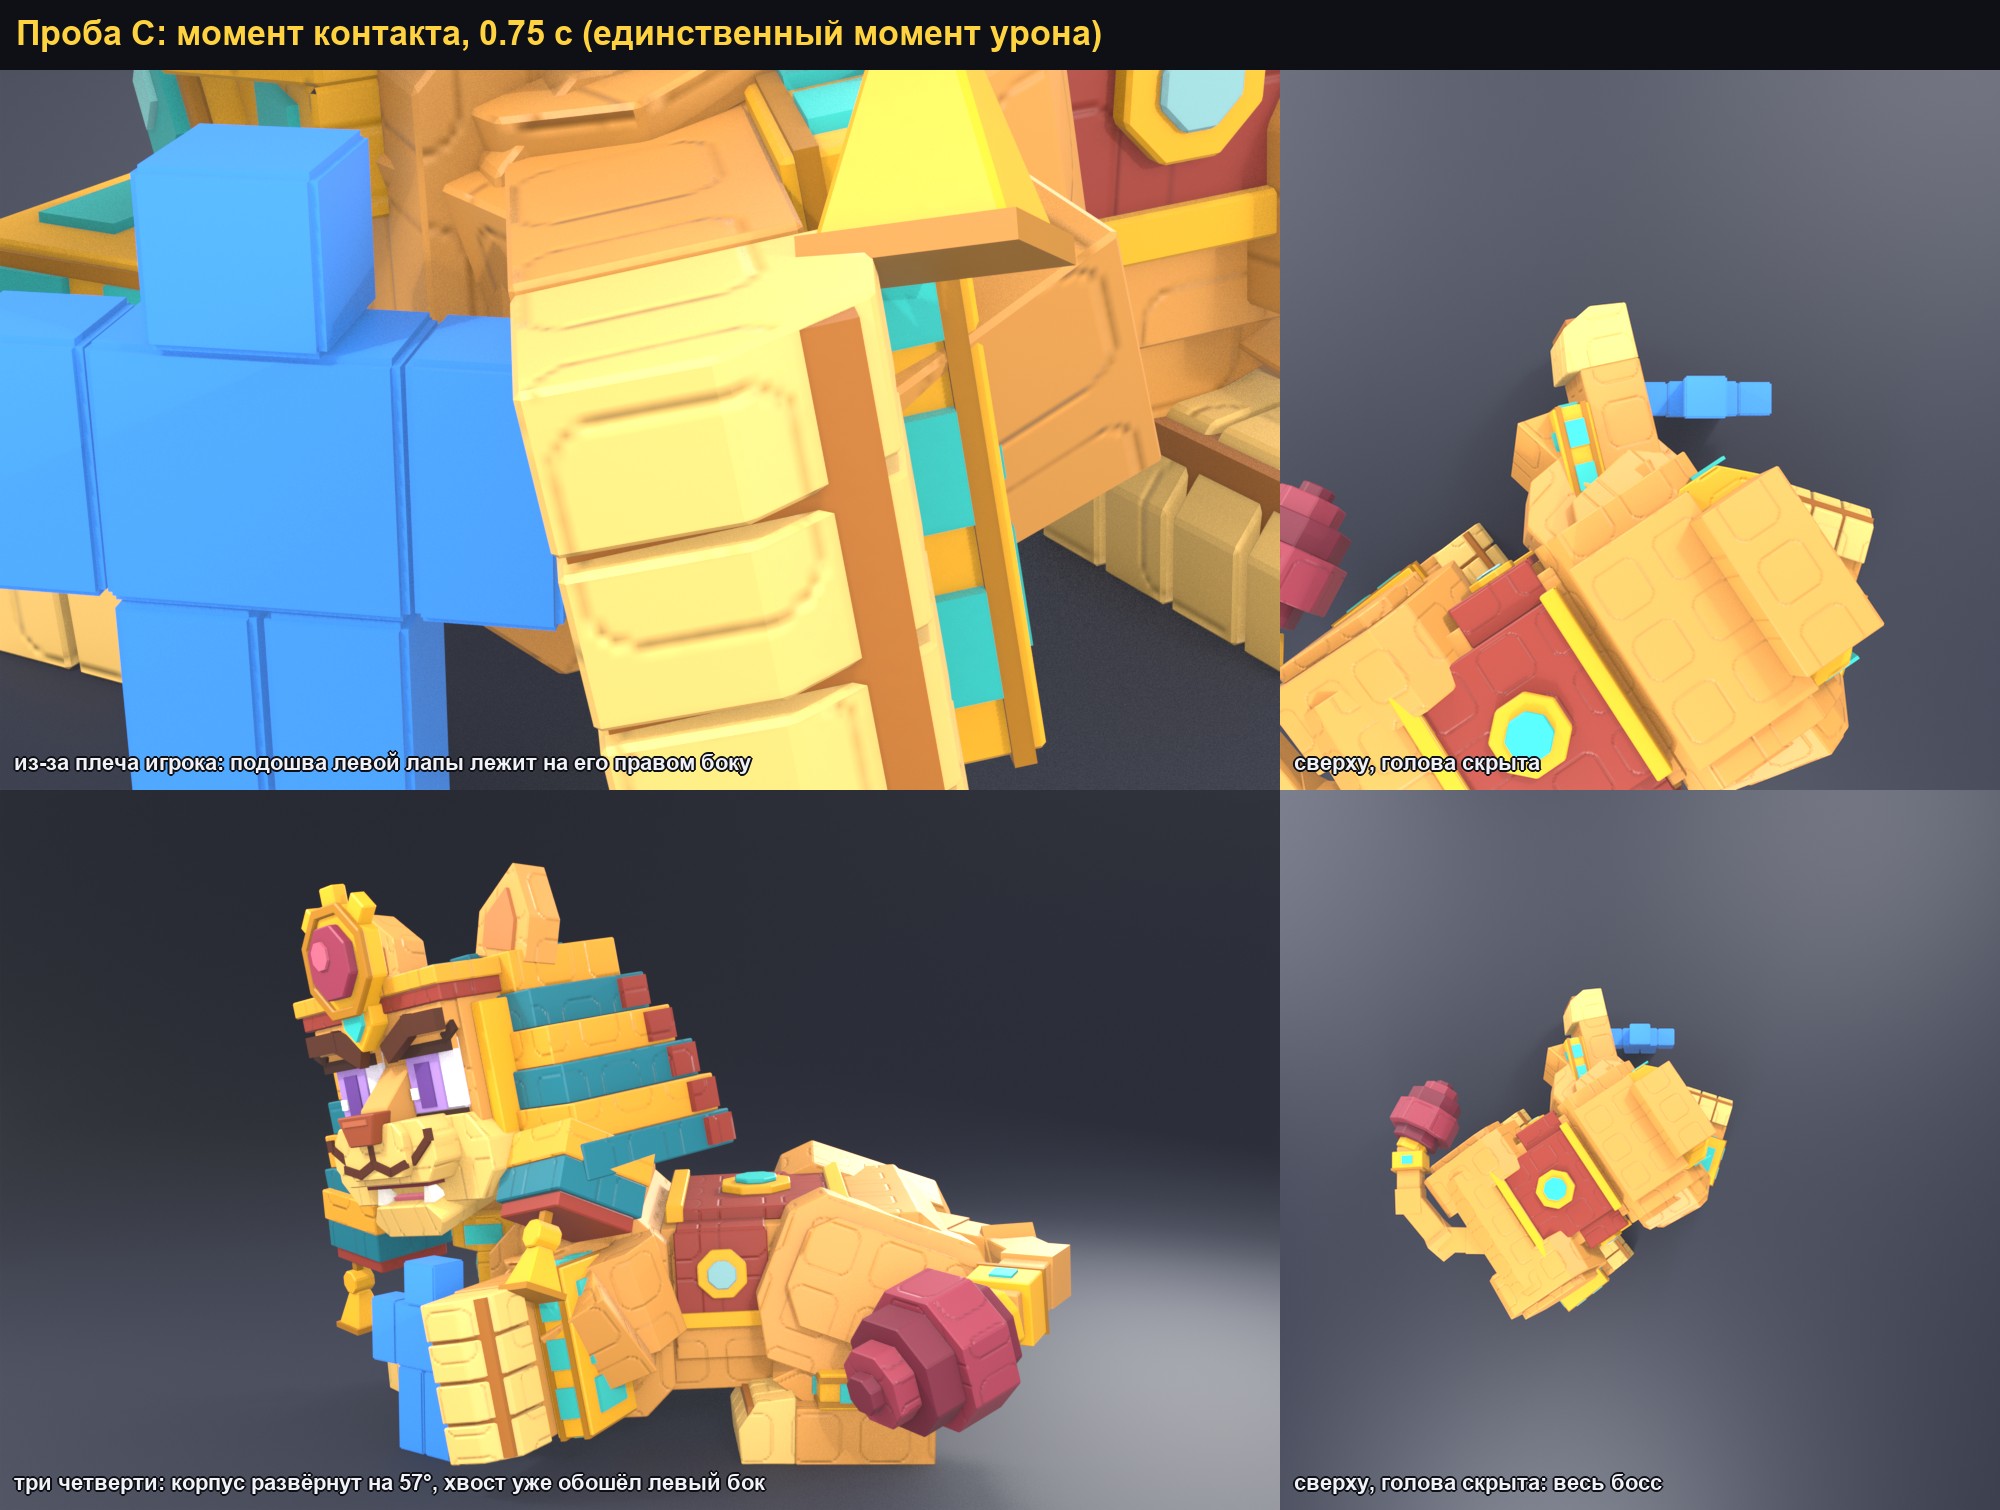 Проба C: момент контакта, 0.75 с (единственный момент урона)
из-за плеча игрока: подошва левой лапы лежит на его правом боку
сверху, голова скрыта
три четверти: корпус развёрнут на 57°, хвост уже обошёл левый бок
сверху, голова скрыта: весь босс